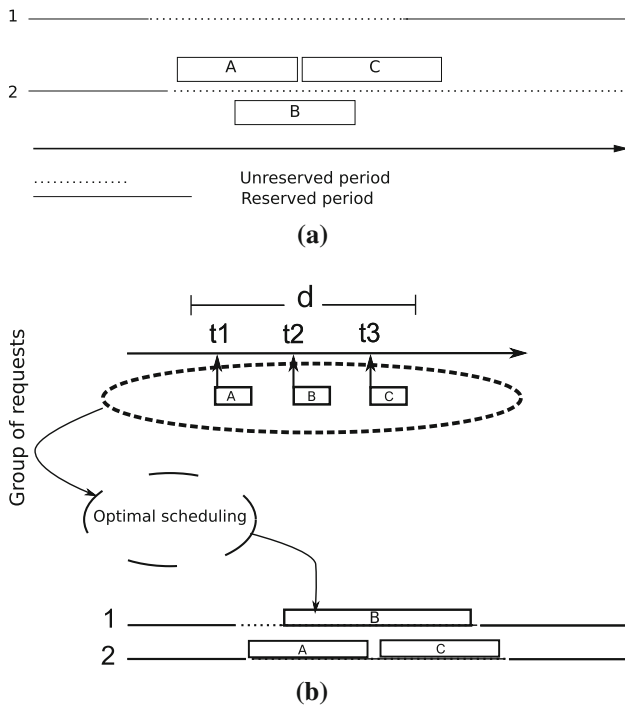 1
A
C
2
B
Unreserved period
Reserved period
(a)
d
t1 t2 t3
Group of requests
A
B
C
Optimal scheduling
1
B
2
A
C
(b)